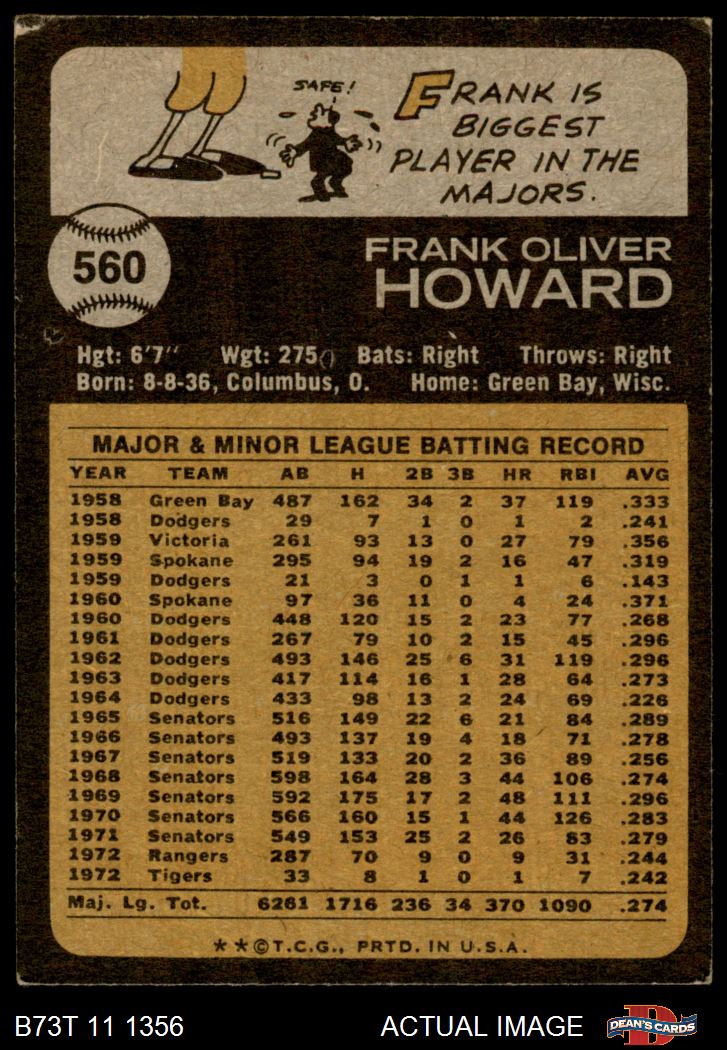 SAFE!
FRANK IS
BIGGEST
PLAYER IN THE
MAJORS.
560
FRANK OLIVER
HOWARD
Hgt: 6'7" Wgt: 275 Bats: Right Throws: Right
Born: 8-8-36, Columbus, O. Home: Green Bay, Wisc.
MAJOR & MINOR LEAGUE BATTING RECORD
YEAR TEAM AB H 2B 3B HR RBI AVG
1958 Green Bay 487 162 34 2 37 119 .333
1958 Dodgers 29 7 1 0 1 2 .241
1959 Victoria 261 93 13 0 27 79 .356
1959 Spokane 295 94 19 2 16 47 .319
1959 Dodgers 21 3 0 1 1 6 .143
1960 Spokane 97 36 11 0 4 24 .371
1960 Dodgers 448 120 15 2 23 77 .268
1961 Dodgers 267 79 10 2 15 45 .296
1962 Dodgers 493 146 25 6 31 119 .296
1963 Dodgers 417 114 16 1 28 64 .273
1964 Dodgers 433 98 13 2 24 69 .226
1965 Senators 516 149 22 6 21 84 .289
1966 Senators 493 137 19 4 18 71 .278
1967 Senators 519 133 20 2 36 89 .256
1968 Senators 598 164 28 3 44 106 .274
1969 Senators 592 175 17 2 48 111 .296
1970 Senators 566 160 15 1 44 126 .283
1971 Senators 549 153 25 2 26 83 .279
1972 Rangers 287 70 9 0 9 31 .244
1972 Tigers 33 8 1 0 1 7 .242
Maj. Lg. Tot. 6261 1716 236 34 370 1090 .274
**©T.C.G., PRTD. IN U.S.A.
B73T 11 1356 ACTUAL IMAGE
D
DEAN'S CARDS